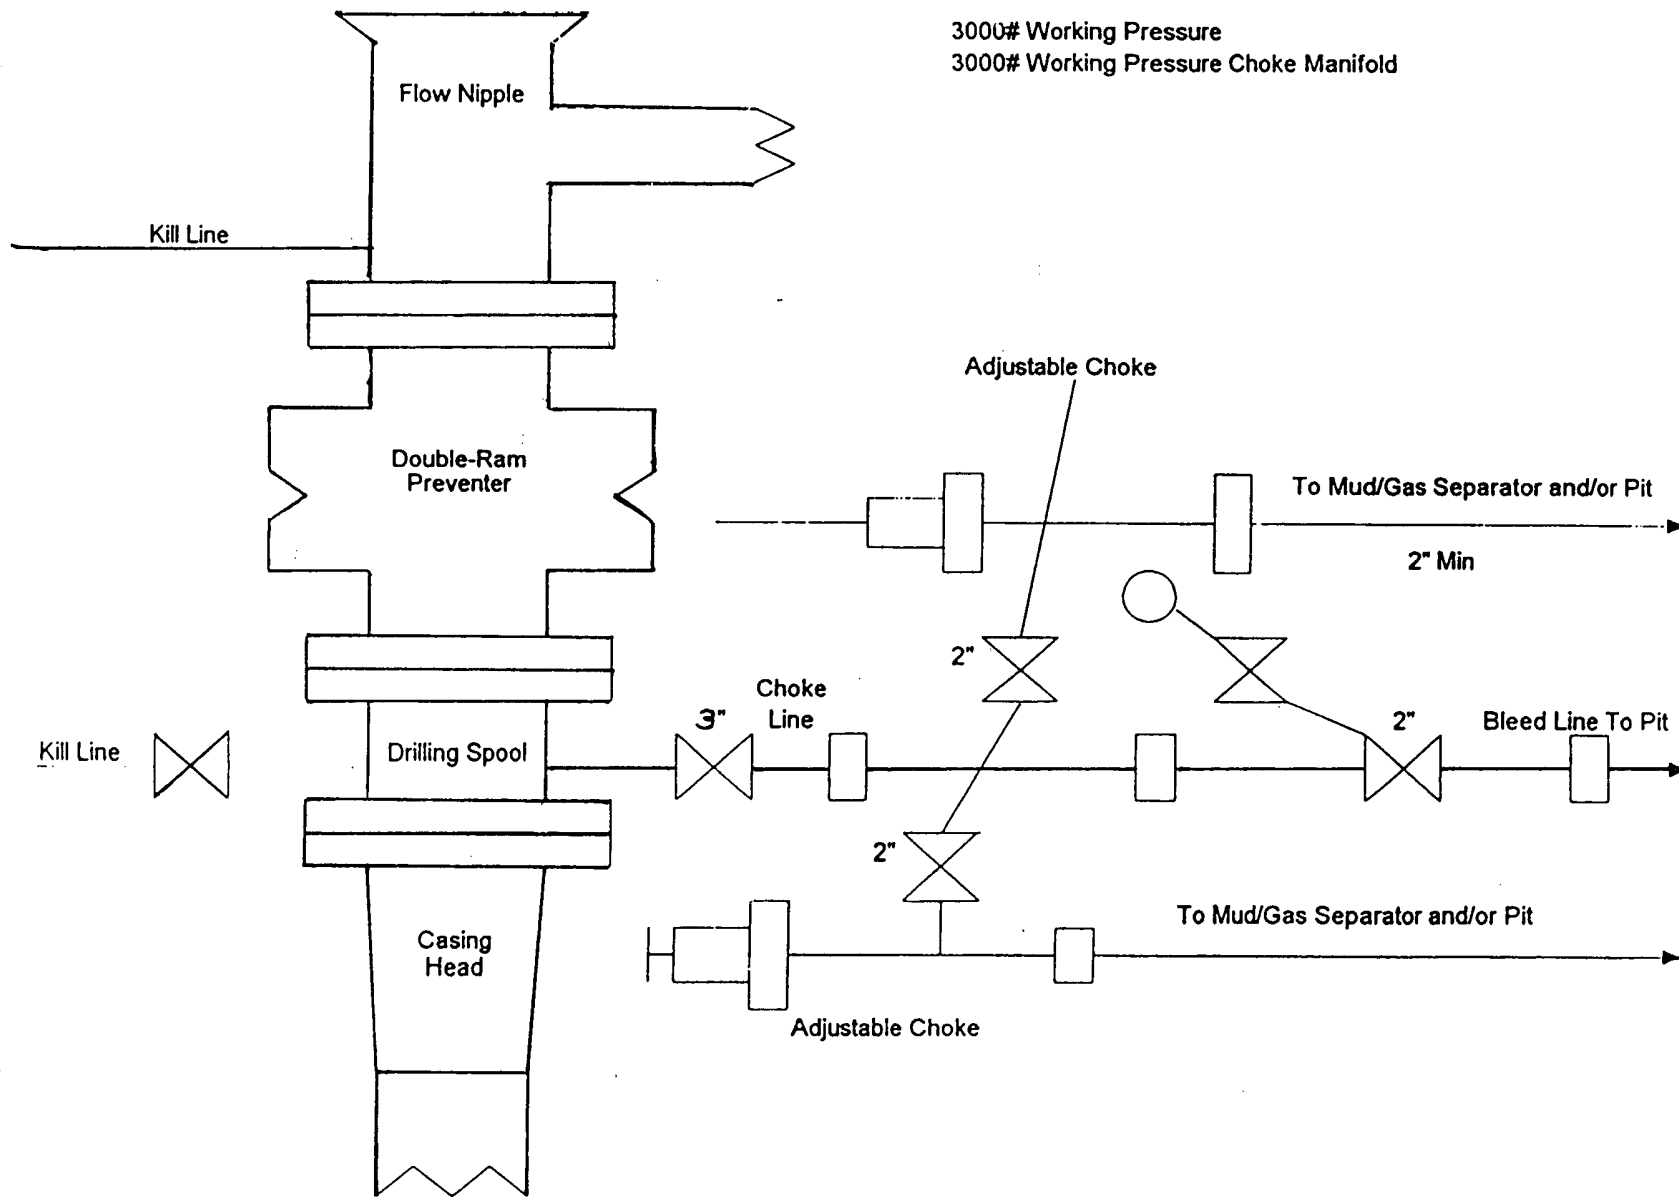 3000# Working Pressure
3000# Working Pressure Choke Manifold
Flow Nipple
Kill Line
Adjustable Choke
Double-Ram
Preventer
To Mud/Gas Separator and/or Pit
2" Min
2"
Choke
Line
3"
2"
Bleed Line To Pit
Kill Line
Drilling Spool
2"
To Mud/Gas Separator and/or Pit
Casing
Head
Adjustable Choke